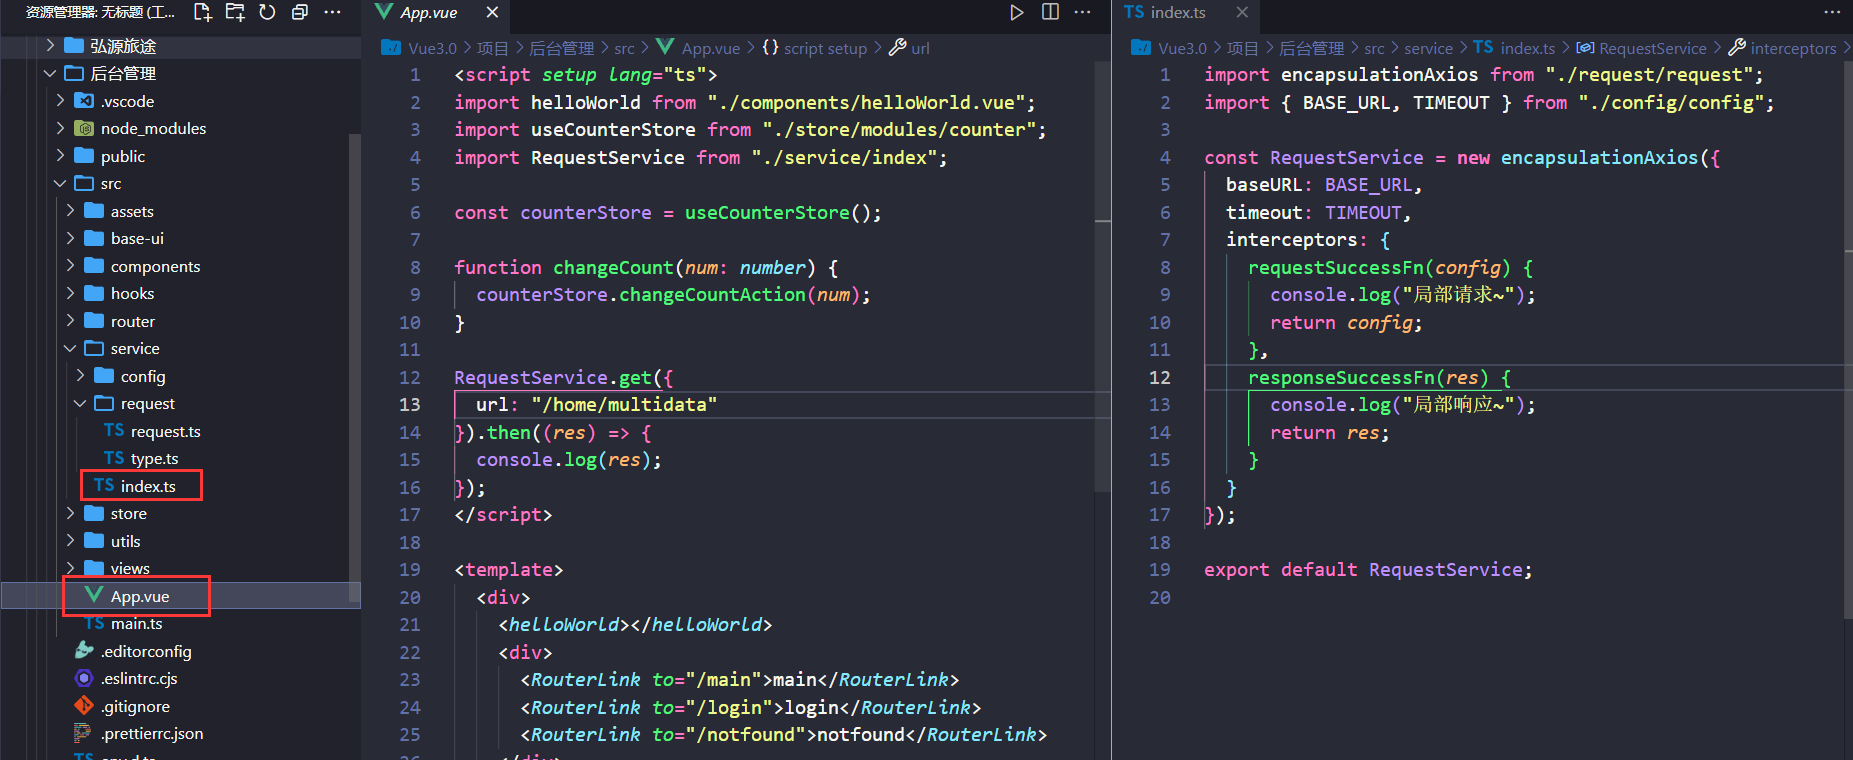 资源管理器: 无标题 (工...
弘源旅途
后台管理
.vscode
node_modules
public
src
assets
base-ui
components
hooks
router
service
config
request
TS request.ts
TS type.ts
TS index.ts
store
utils
views
App.vue
TS main.ts
.editorconfig
.eslintrc.cjs
.gitignore
.prettierrc.json
App.vue
Vue3.0 > 项目 > 后台管理 > src > App.vue > {} script setup > url
1 <script setup lang="ts">
2 import helloWorld from "./components/helloWorld.vue";
3 import useCounterStore from "./store/modules/counter";
4 import RequestService from "./service/index";
5
6 const counterStore = useCounterStore();
7
8 function changeCount(num: number) {
9 counterStore.changeCountAction(num);
10 }
11
12 RequestService.get({
13 url: "/home/multidata"
14 }).then((res) => {
15 console.log(res);
16 });
17 </script>
18
19 <template>
20 <div>
21 <helloWorld></helloWorld>
22 <div>
23 <RouterLink to="/main">main</RouterLink>
24 <RouterLink to="/login">login</RouterLink>
25 <RouterLink to="/notfound">notfound</RouterLink>
TS index.ts
Vue3.0 > 项目 > 后台管理 > src > service > TS index.ts > RequestService > interceptors >
1 import encapsulationAxios from "./request/request";
2 import { BASE_URL, TIMEOUT } from "./config/config";
3
4 const RequestService = new encapsulationAxios({
5 baseURL: BASE_URL,
6 timeout: TIMEOUT,
7 interceptors: {
8 requestSuccessFn(config) {
9 console.log("局部请求~");
10 return config;
11 },
12 responseSuccessFn(res) {
13 console.log("局部响应~");
14 return res;
15 }
16 }
17 });
18
19 export default RequestService;
20